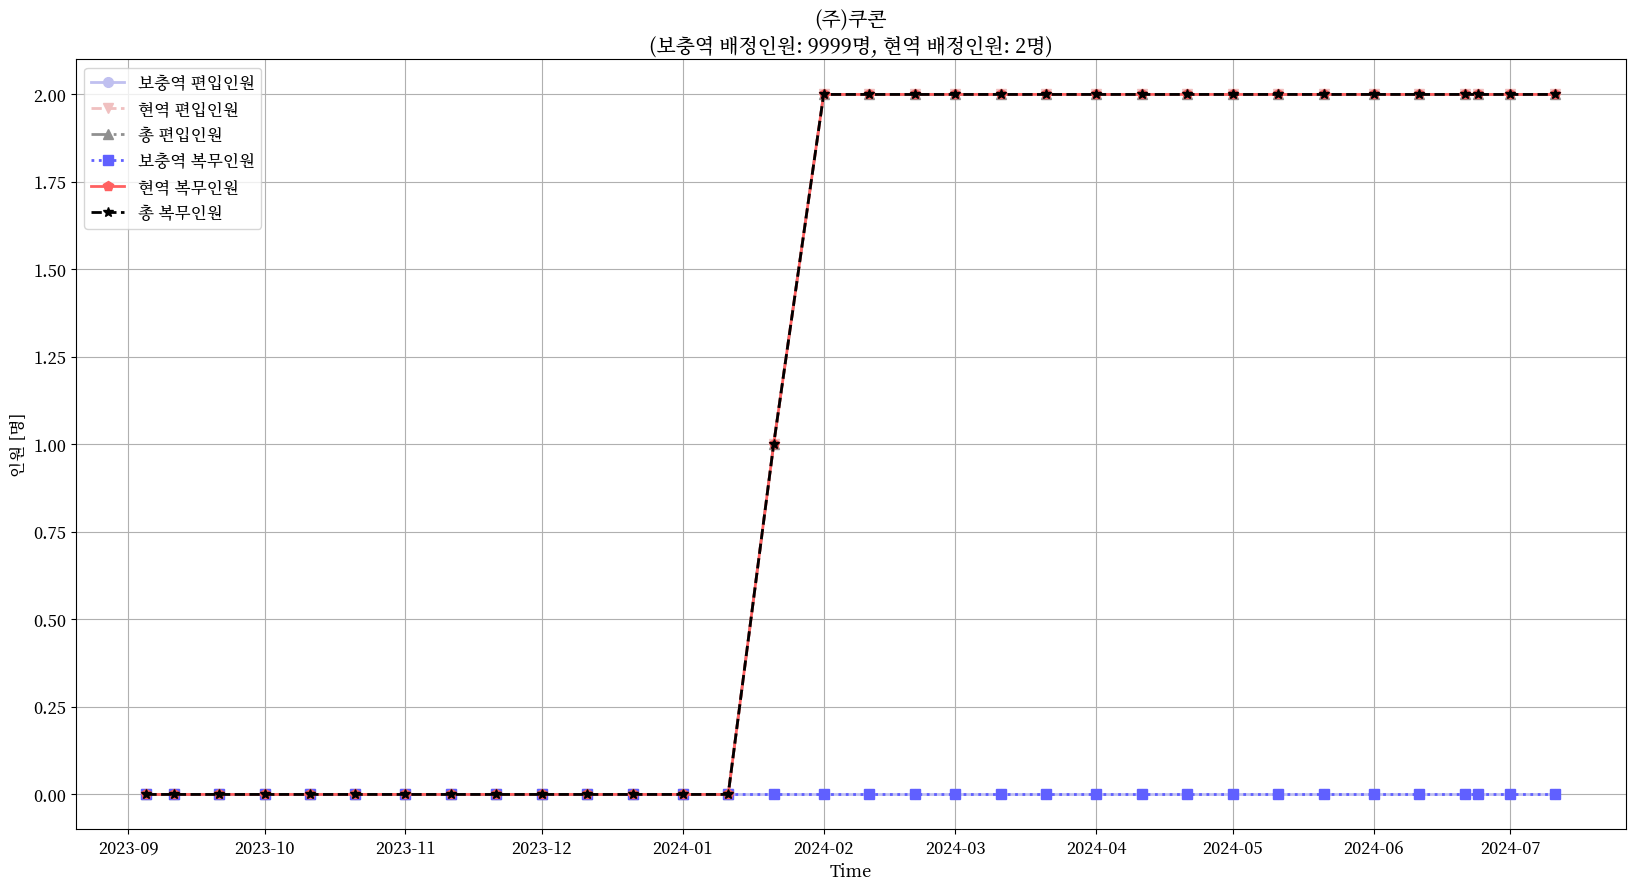 (주)쿠콘
(보충역 배정인원: 9999명, 현역 배정인원: 2명)
보충역 편입인원
현역 편입인원
총 편입인원
보충역 복무인원
현역 복무인원
총 복무인원
2.00
1.75
1.50
1.25
1.00
0.75
0.50
0.25
0.00
인원 [명]
2023-09 2023-10 2023-11 2023-12 2024-01 2024-02 2024-03 2024-04 2024-05 2024-06 2024-07
Time